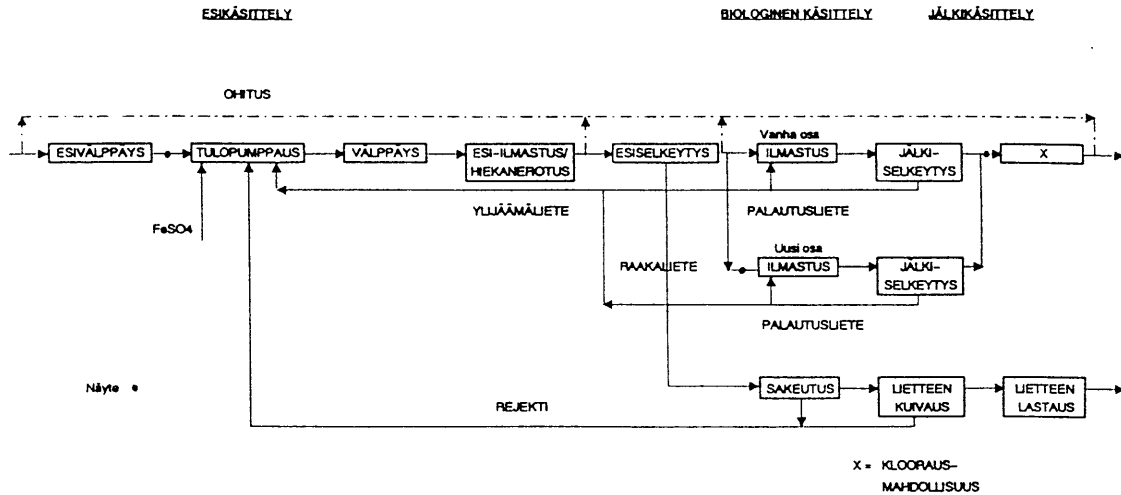 ESIKÄSITTELY
BIOLOGINEN KÄSITTELY
JÄLKIKÄSITTELY
OHITUS
ESIVÄLPPÄYS
TULOPUMPPAUS
VÄLPPÄYS
ESI-ILMASTUS/
HIEKANEROTUS
ESISELKEYTYS
Vanha osa
ILMASTUS
JÄLKI-
SELKEYTYS
X
FeSO4
YLIJÄÄMÄLIETE
PALAUTUSLIETE
RAAKALIETE
Uusi osa
ILMASTUS
JÄLKI-
SELKEYTYS
PALAUTUSLIETE
Näyte
REJEKTI
SAKEUTUS
LIETTEEN
KUIVAUS
LIETTEEN
LASTAUS
X = KLOORAUS-
MAHDOLLISUUS